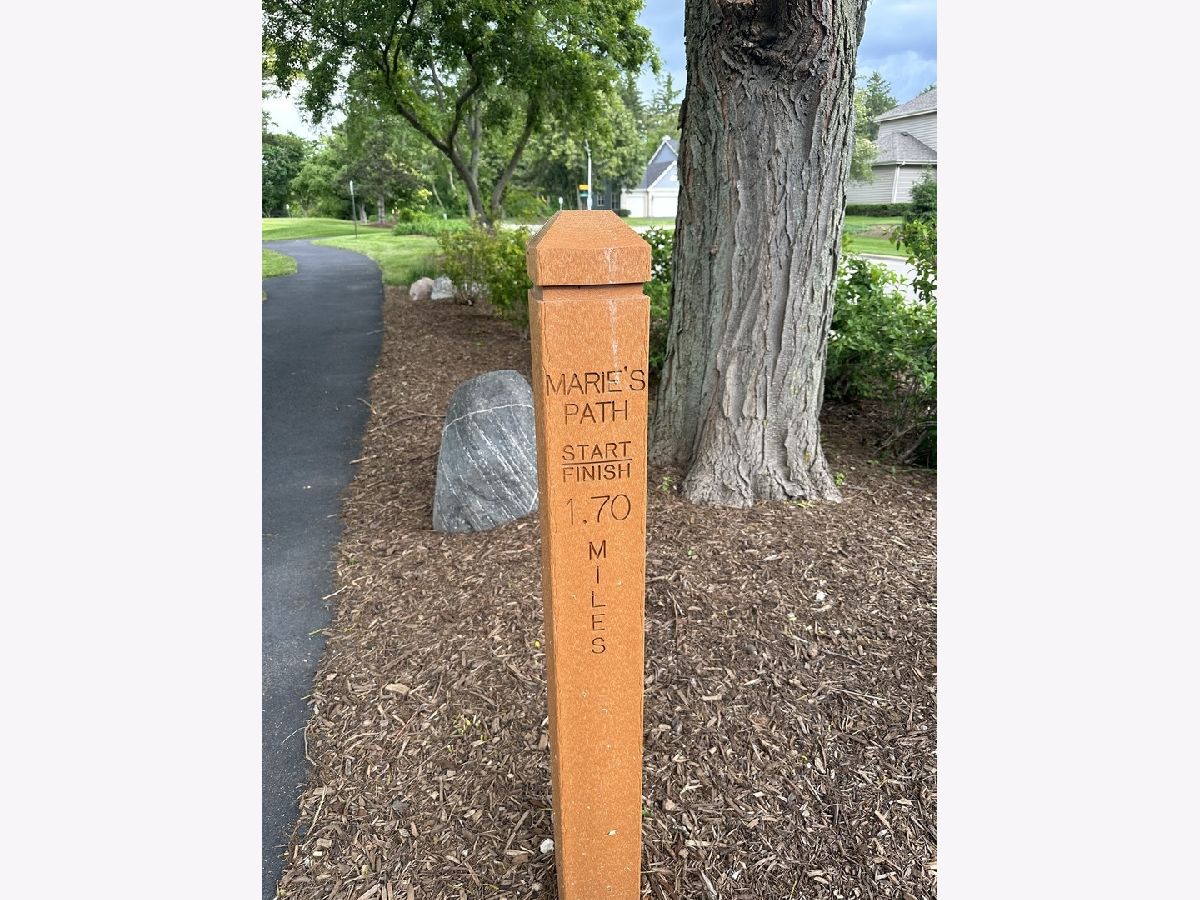 MARIE'S
PATH
START
FINISH
1.70
M
I
L
E
S